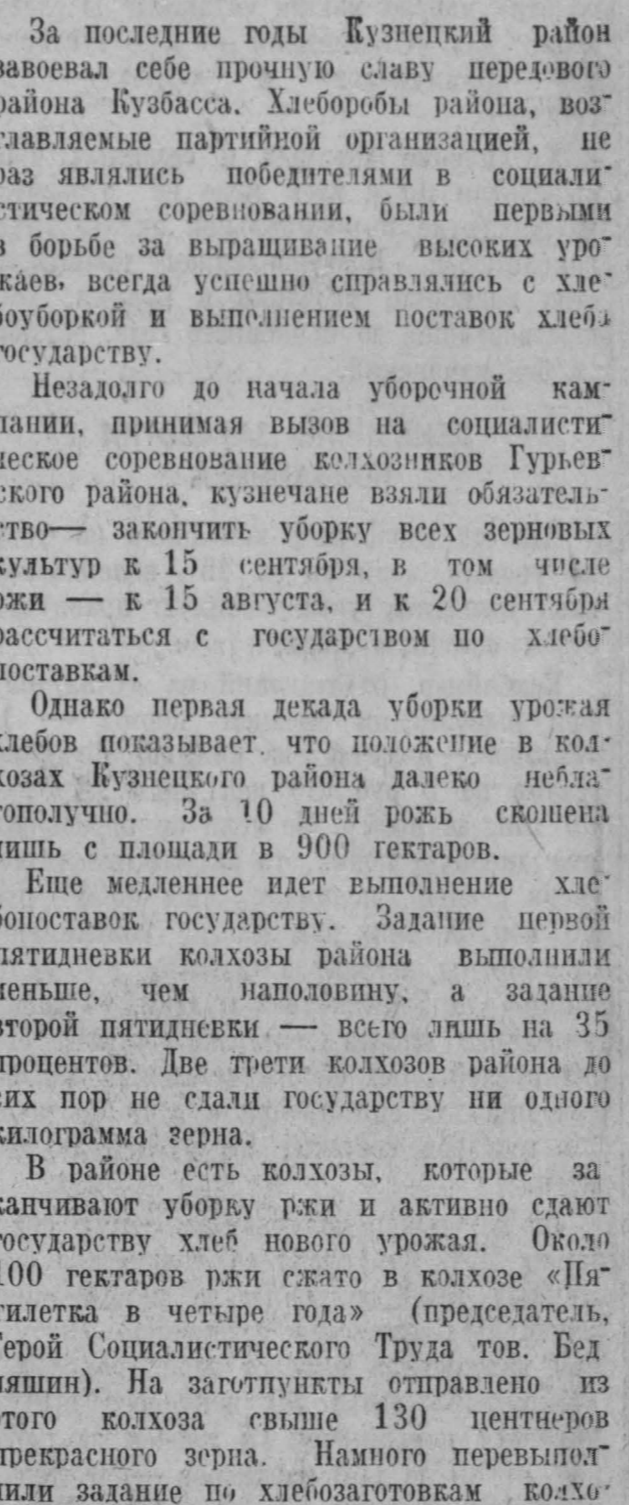 За последние годы Кузнецкий район
завоевал себе прочную славу передового
района Кузбасса. Хлеборобы района, воз-
главляемые партийной организацией, не
раз являлись победителями в социали-
стическом соревновании, были первыми
в борьбе за выращивание высоких уро-
жаев, всегда успешно справлялись с хле-
боуборкой и выполнением поставок хлеба
государству.
Незадолго до начала уборочной кам-
пании, принимая вызов на социалисти-
ческое соревнование колхозников Гурьев-
ского района, кузнечане взяли обязатель-
ство— закончить уборку всех зерновых
культур к 15 сентября, в том числе
ржи — к 15 августа, и к 20 сентября
рассчитаться с государством по хлебо-
поставкам.
Однако первая декада уборки урожая
хлебов показывает, что положение в кол-
хозах Кузнецкого района далеко небла-
гополучно. За 10 дней рожь скошена
лишь с площади в 900 гектаров.
Еще медленнее идет выполнение хле-
бопоставок государству. Задание первой
пятидневки колхозы района выполнили
меньше, чем наполовину, а задание
второй пятидневки — всего лишь на 35
процентов. Две трети колхозов района до
сих пор не сдали государству ни одного
килограмма зерна.
В районе есть колхозы, которые за
канчивают уборку ржи и активно сдают
государству хлеб нового урожая. Около
100 гектаров ржи сжато в колхозе «Пя-
тилетка в четыре года» (председатель,
Герой Социалистического Труда тов. Бед
няшин). На заготпункты отправлено из
этого колхоза свыше 130 центнеров
прекрасного зерна. Намного перевыпол-
нили задание по хлебозаготовкам колхо-